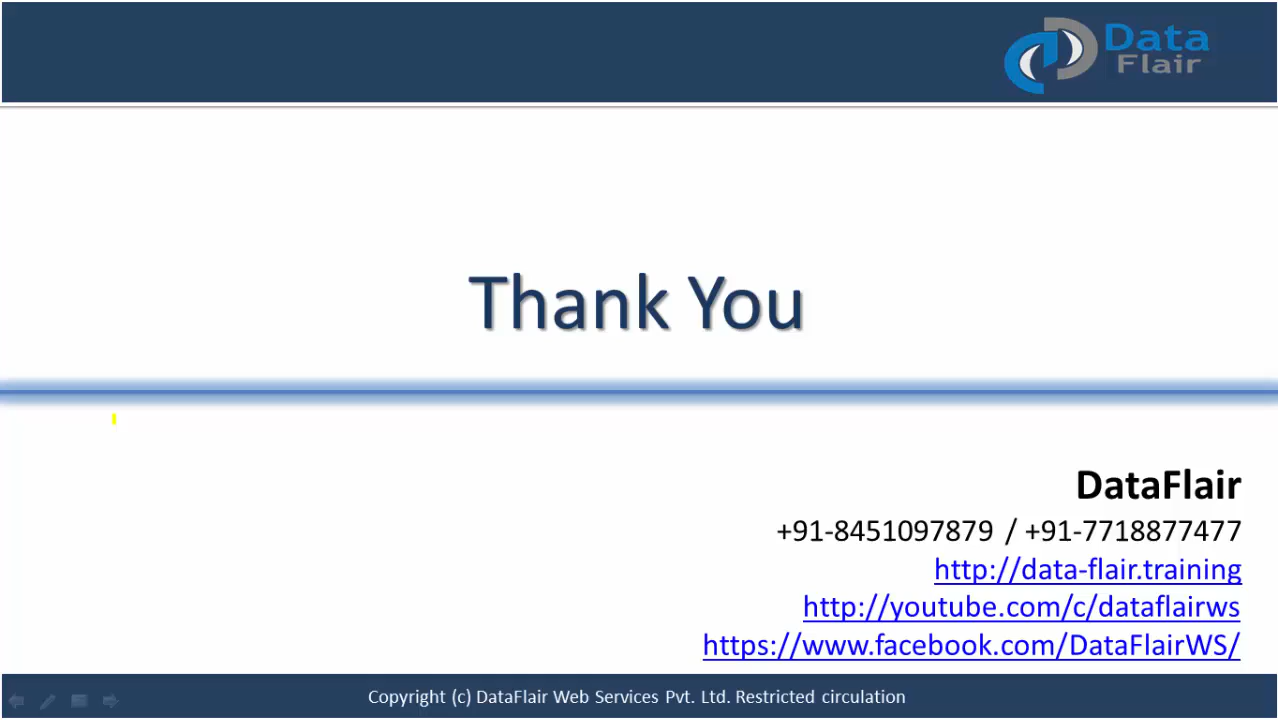 Data
Flair
Thank You
DataFlair
+91-8451097879 / +91-7718877477
http://data-flair.training
http://youtube.com/c/dataflairws
https://www.facebook.com/DataFlairWS/
Copyright (c) DataFlair Web Services Pvt. Ltd. Restricted circulation